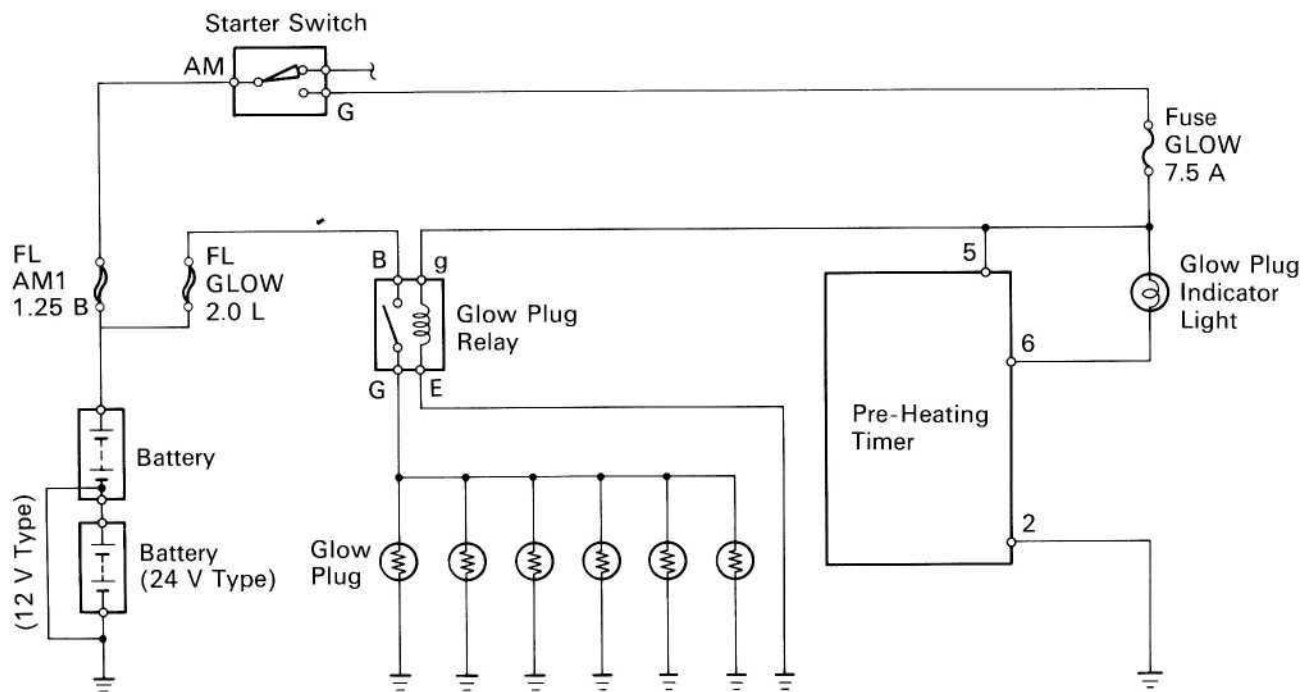 Starter Switch
AM
G
Fuse
GLOW
7.5 A
FL
AM1
1.25 B
FL
GLOW
2.0 L
B
g
Glow Plug
Relay
G
E
5
Glow Plug
Indicator
Light
6
Pre-Heating
Timer
2
Battery
Battery
(24 V Type)
(12 V Type)
Glow
Plug